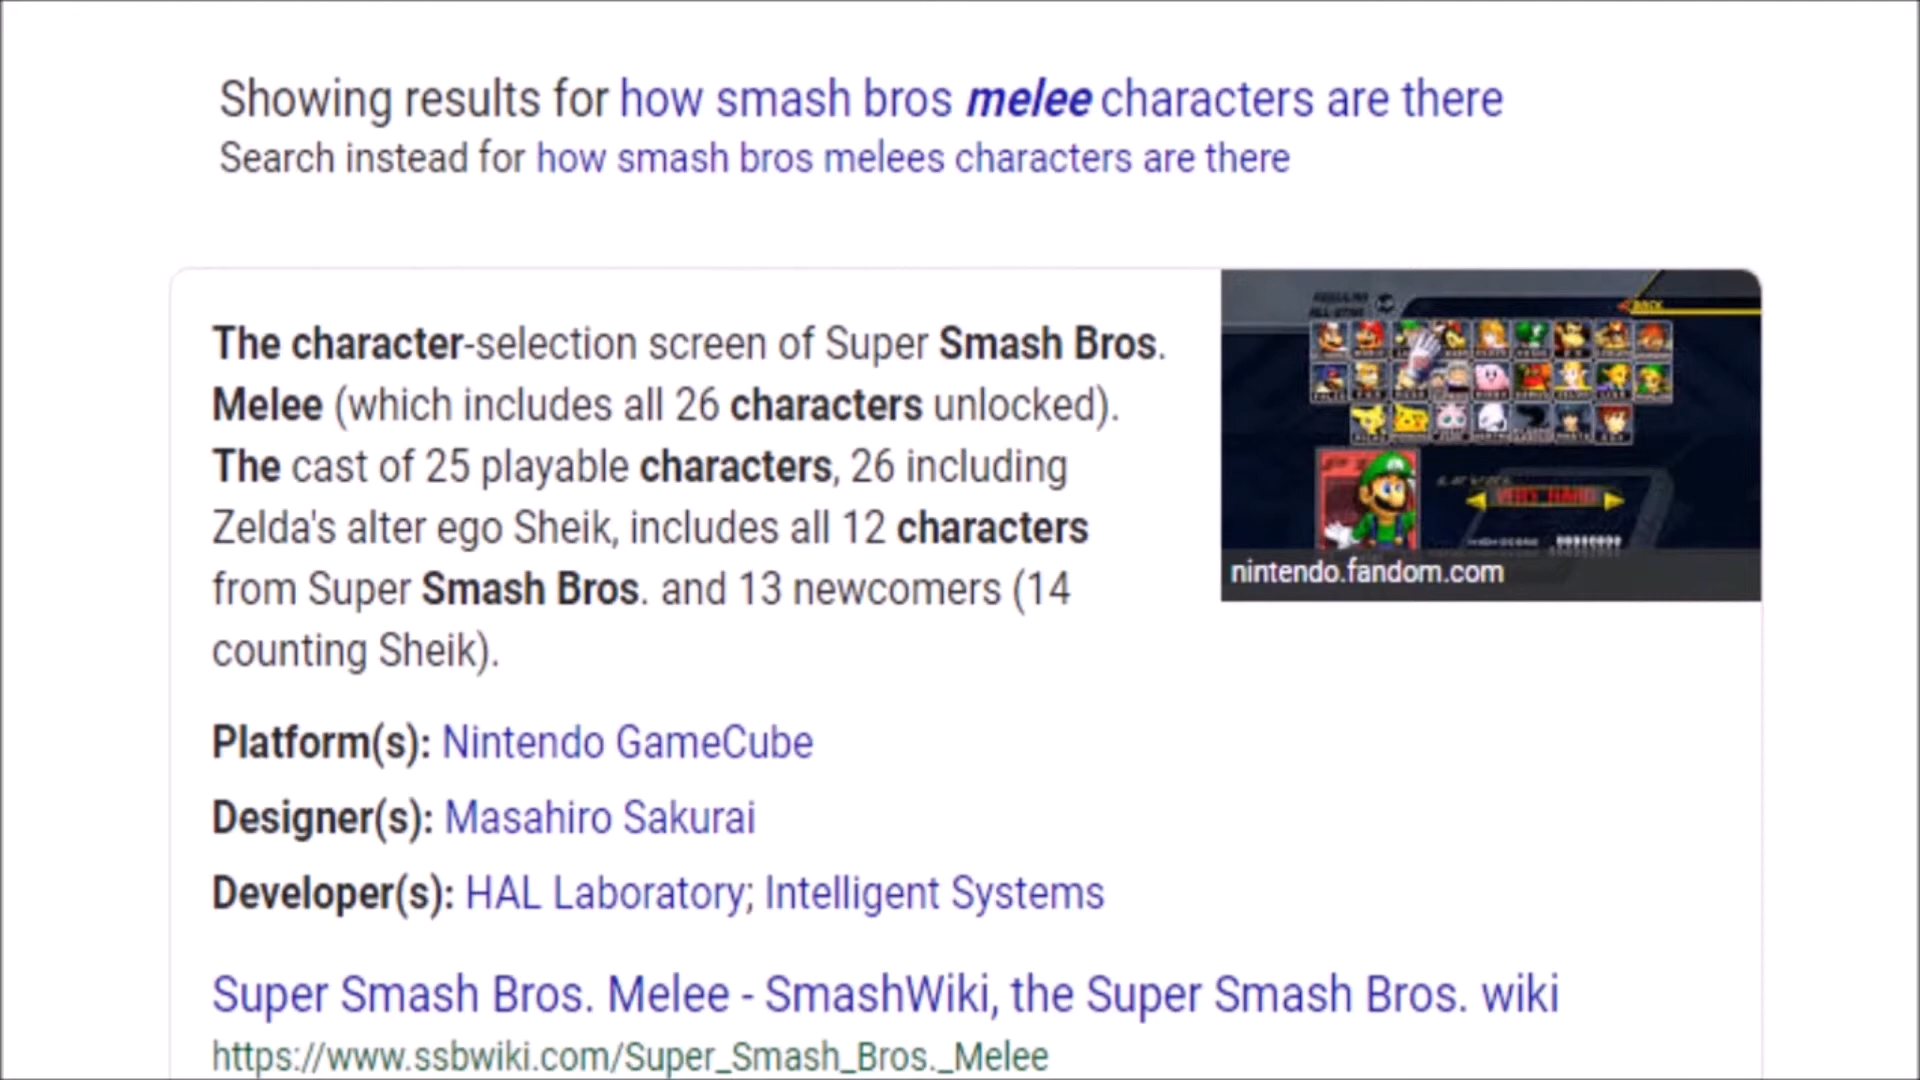 Showing results for how smash bros melee characters are there
Search instead for how smash bros melees characters are there
The character-selection screen of Super Smash Bros.
Melee (which includes all 26 characters unlocked).
The cast of 25 playable characters, 26 including
Zelda's alter ego Sheik, includes all 12 characters
from Super Smash Bros. and 13 newcomers (14
counting Sheik).
BACK
nintendo.fandom.com
Platform(s): Nintendo GameCube
Designer(s): Masahiro Sakurai
Developer(s): HAL Laboratory; Intelligent Systems
Super Smash Bros. Melee - SmashWiki, the Super Smash Bros. wiki
https://www.ssbwiki.com/Super_Smash_Bros._Melee